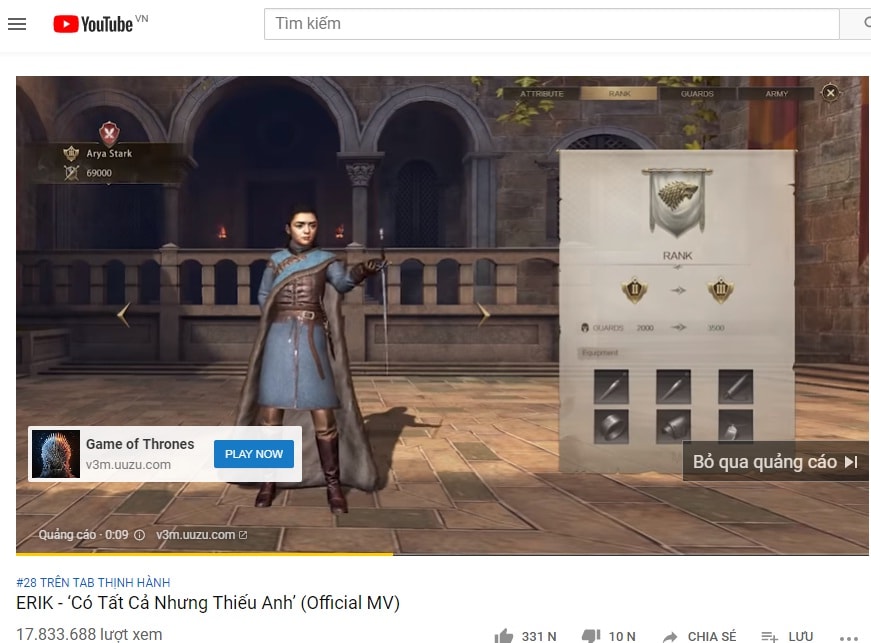 YouTube VN
Tìm kiếm
ATTRIBUTE RANK GUARDS ARMY
Arya Stark
69000
RANK
II III
GUARDS 2000 3500
Equipment
Game of Thrones
v3m.uuzu.com
PLAY NOW
Bỏ qua quảng cáo
Quảng cáo · 0:09 v3m.uuzu.com
#28 TRÊN TAB THỊNH HÀNH
ERIK - ‘Có Tất Cả Nhưng Thiếu Anh’ (Official MV)
17.833.688 lượt xem
331 N 10 N CHIA SẺ LƯU